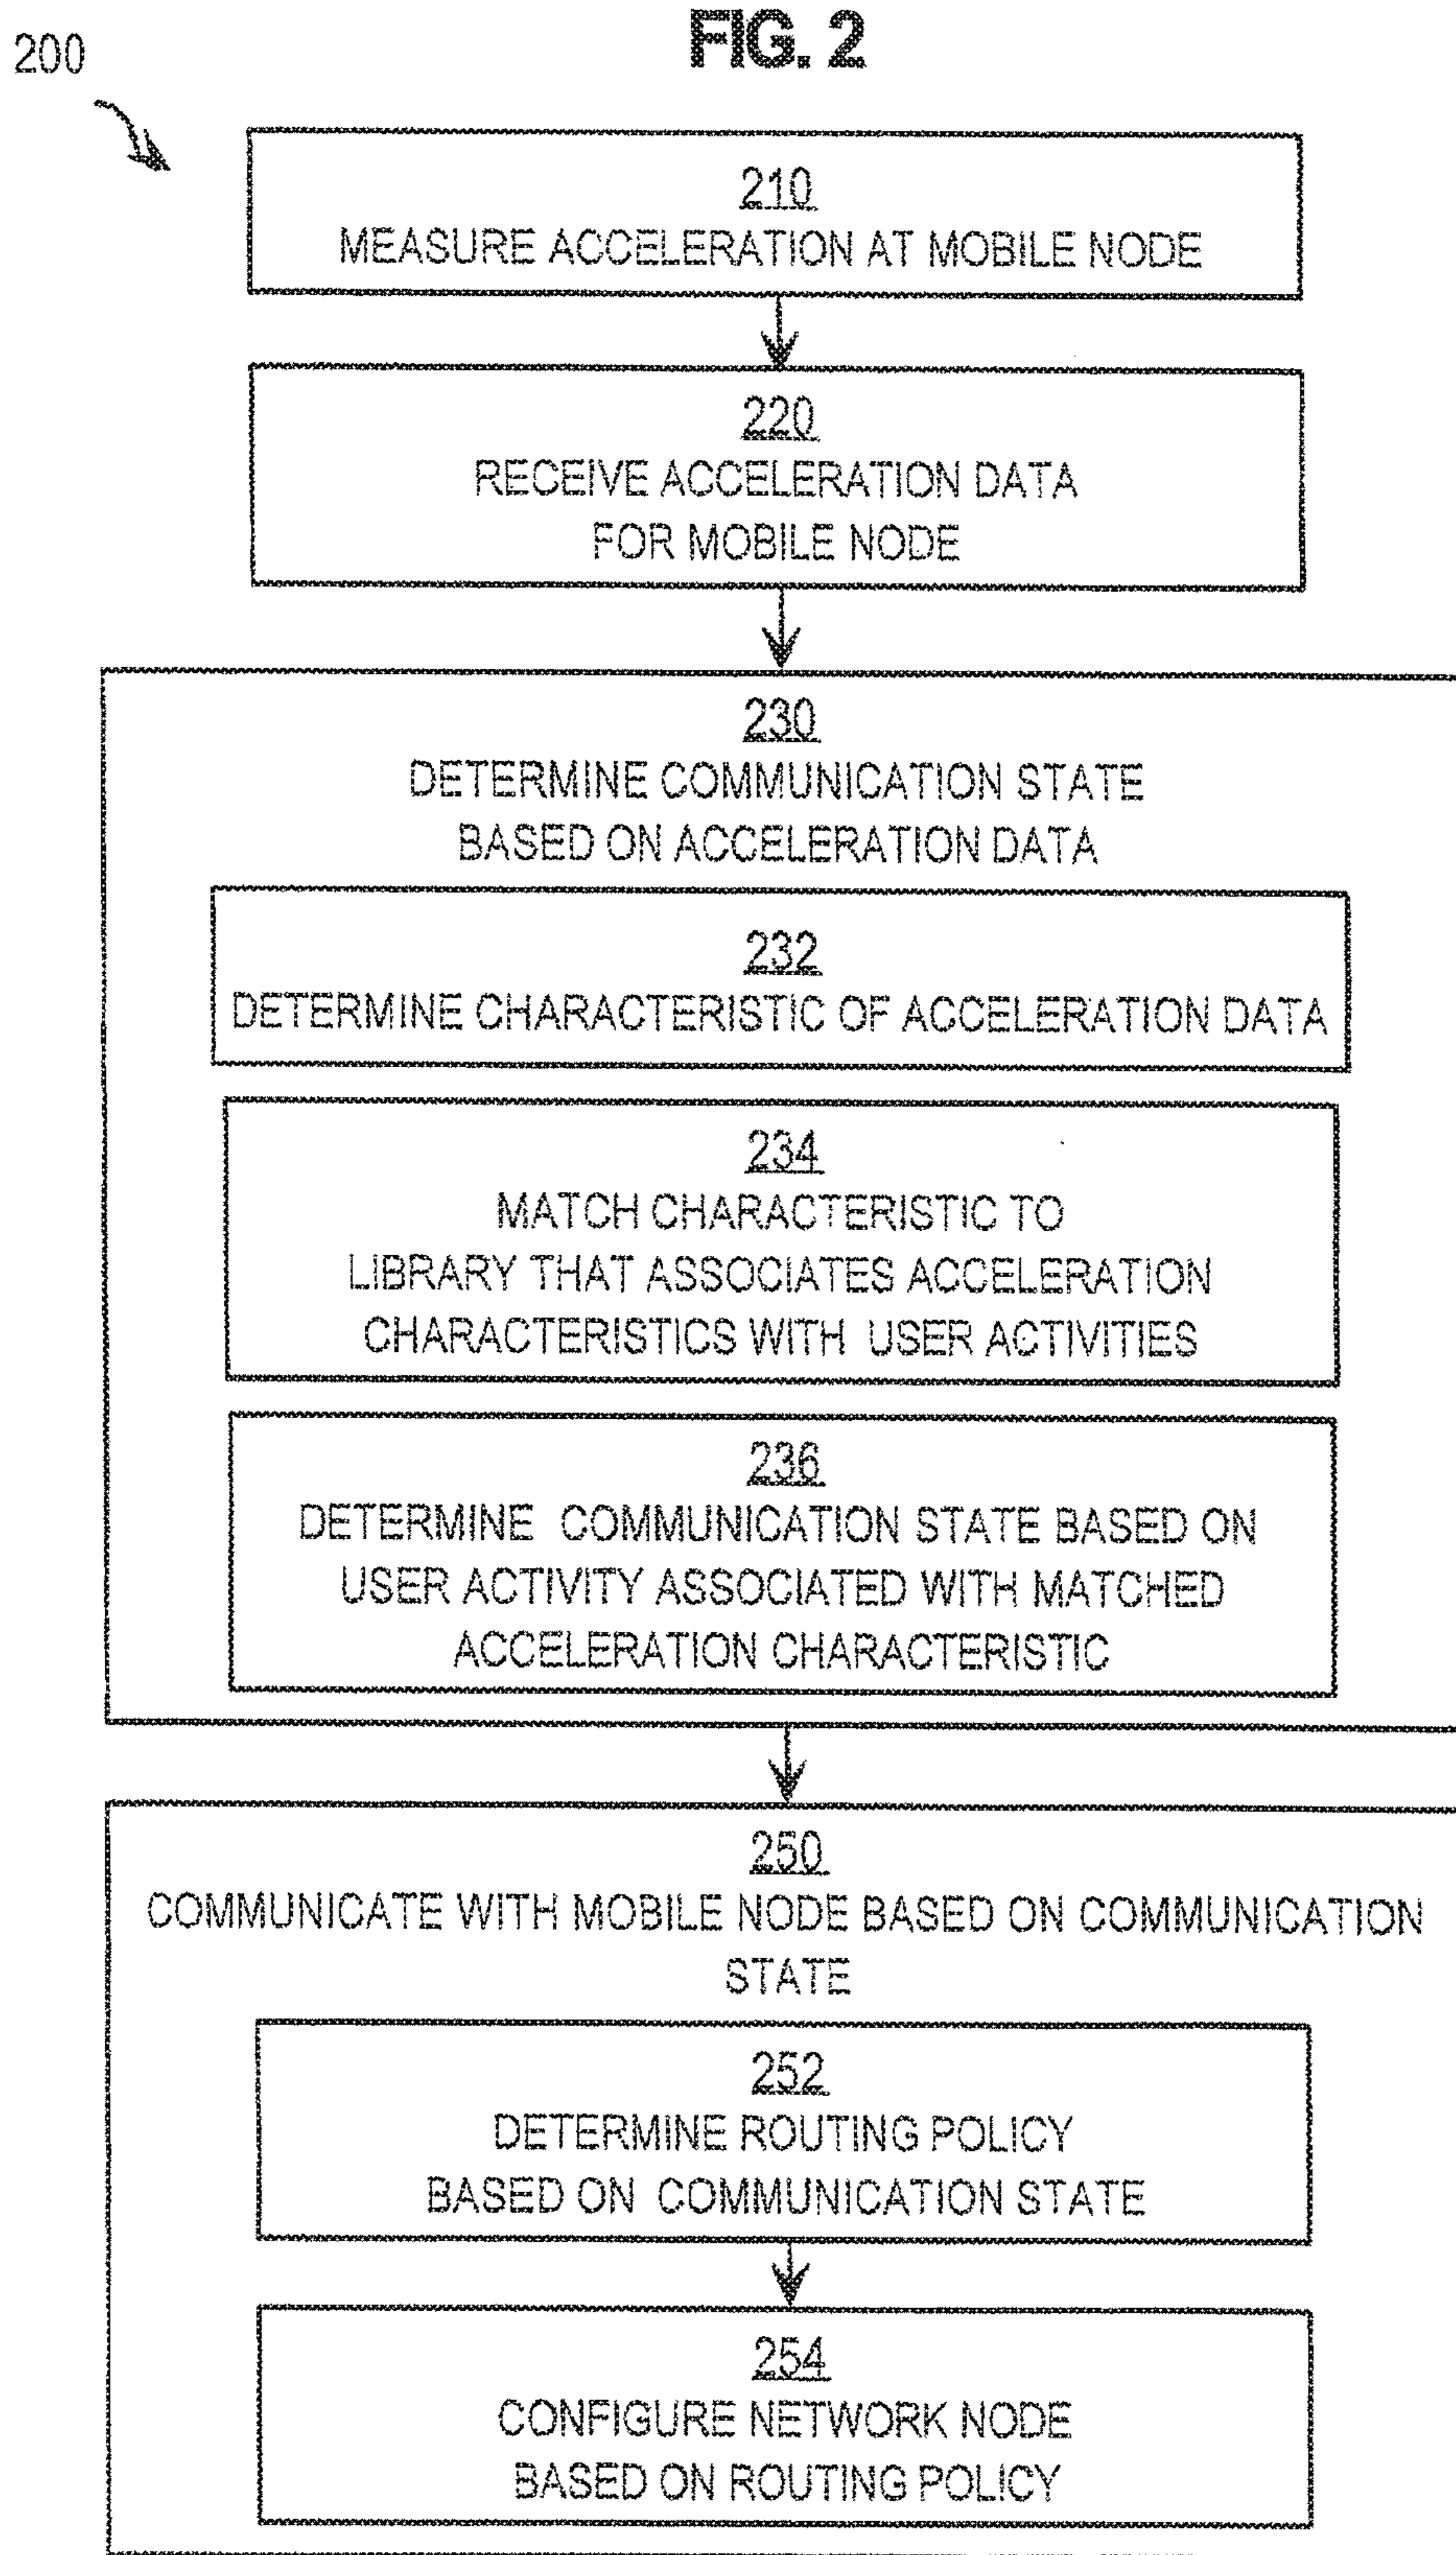 FIG. 2
200
210
MEASURE ACCELERATION AT MOBILE NODE
220
RECEIVE ACCELERATION DATA
FOR MOBILE NODE
230
DETERMINE COMMUNICATION STATE
BASED ON ACCELERATION DATA
232
DETERMINE CHARACTERISTIC OF ACCELERATION DATA
234
MATCH CHARACTERISTIC TO
LIBRARY THAT ASSOCIATES ACCELERATION
CHARACTERISTICS WITH USER ACTIVITIES
236
DETERMINE COMMUNICATION STATE BASED ON
USER ACTIVITY ASSOCIATED WITH MATCHED
ACCELERATION CHARACTERISTIC
250
COMMUNICATE WITH MOBILE NODE BASED ON COMMUNICATION
STATE
252
DETERMINE ROUTING POLICY
BASED ON COMMUNICATION STATE
254
CONFIGURE NETWORK NODE
BASED ON ROUTING POLICY